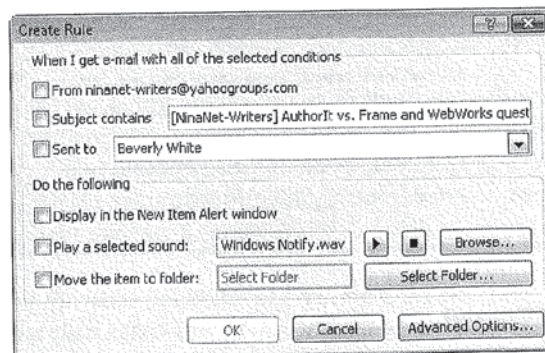 Create Rule
When I get e-mail with all of the selected conditions
From ninanet-writers@yahoogroups.com
Subject contains [NinaNet-Writers] AuthorIt vs. Frame and WebWorks quest
Sent to Beverly White
Do the following
Display in the New Item Alert window
Play a selected sound: Windows Notify.wav Browse...
Move the item to folder: Select Folder Select Folder...
OK Cancel Advanced Options...